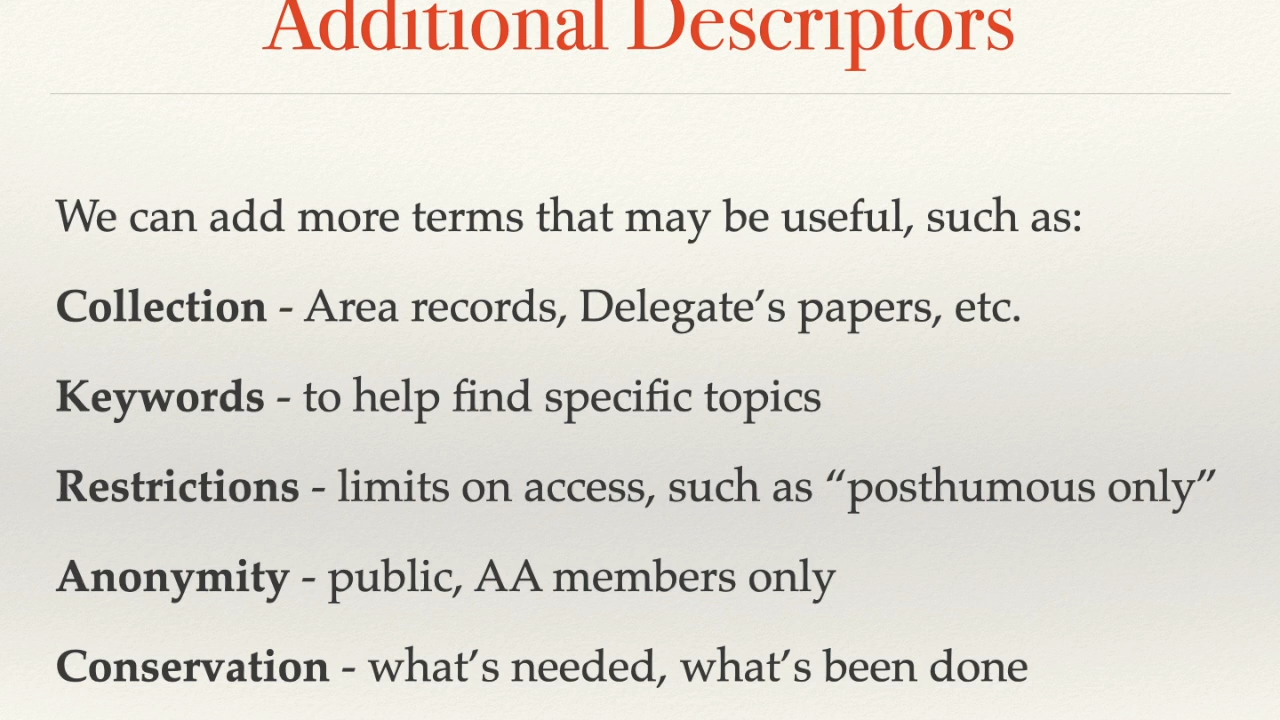 Additional Descriptors
We can add more terms that may be useful, such as:
Collection - Area records, Delegate’s papers, etc.
Keywords - to help find specific topics
Restrictions - limits on access, such as “posthumous only”
Anonymity - public, AA members only
Conservation - what’s needed, what’s been done